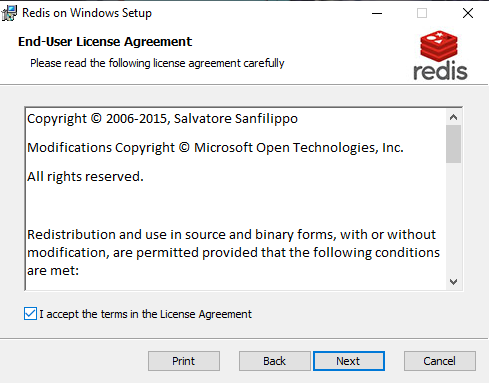 Redis on Windows Setup
End-User License Agreement
Please read the following license agreement carefully
redis
Copyright © 2006-2015, Salvatore Sanfilippo
Modifications Copyright © Microsoft Open Technologies, Inc.
All rights reserved.
Redistribution and use in source and binary forms, with or without
modification, are permitted provided that the following conditions
are met:
I accept the terms in the License Agreement
Print
Back
Next
Cancel